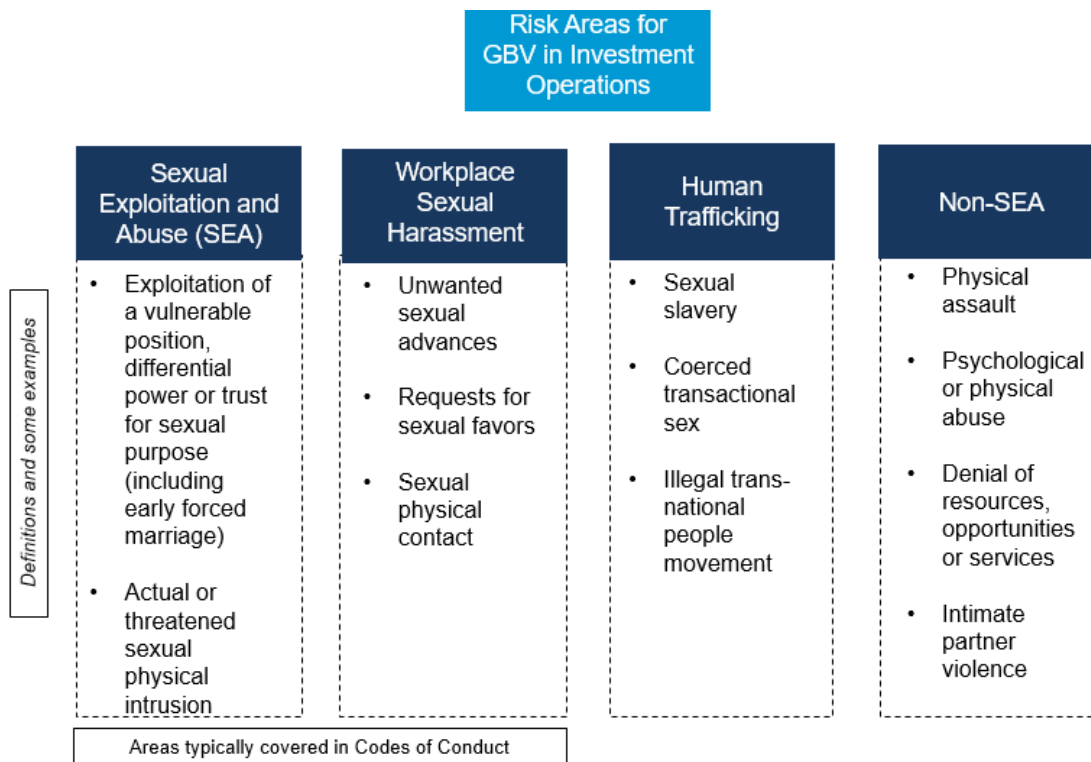 Risk Areas for
GBV in Investment
Operations
Sexual
Exploitation and
Abuse (SEA)
• Exploitation of
a vulnerable
position,
differential
power or trust
for sexual
purpose
(including
early forced
marriage)
• Actual or
threatened
sexual
physical
intrusion
Workplace
Sexual
Harassment
• Unwanted
sexual
advances
• Requests for
sexual favors
• Sexual
physical
contact
Human
Trafficking
• Sexual
slavery
• Coerced
transactional
sex
• Illegal trans-
national
people
movement
Non-SEA
• Physical
assault
• Psychological
or physical
abuse
• Denial of
resources,
opportunities
or services
• Intimate
partner
violence
Definitions and some examples
Areas typically covered in Codes of Conduct